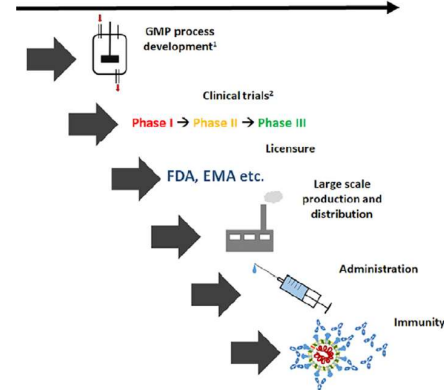 GMP process
development¹
Clinical trials²
Phase I → Phase II → Phase III
Licensure
FDA, EMA etc.
Large scale
production and
distribution
Administration
Immunity